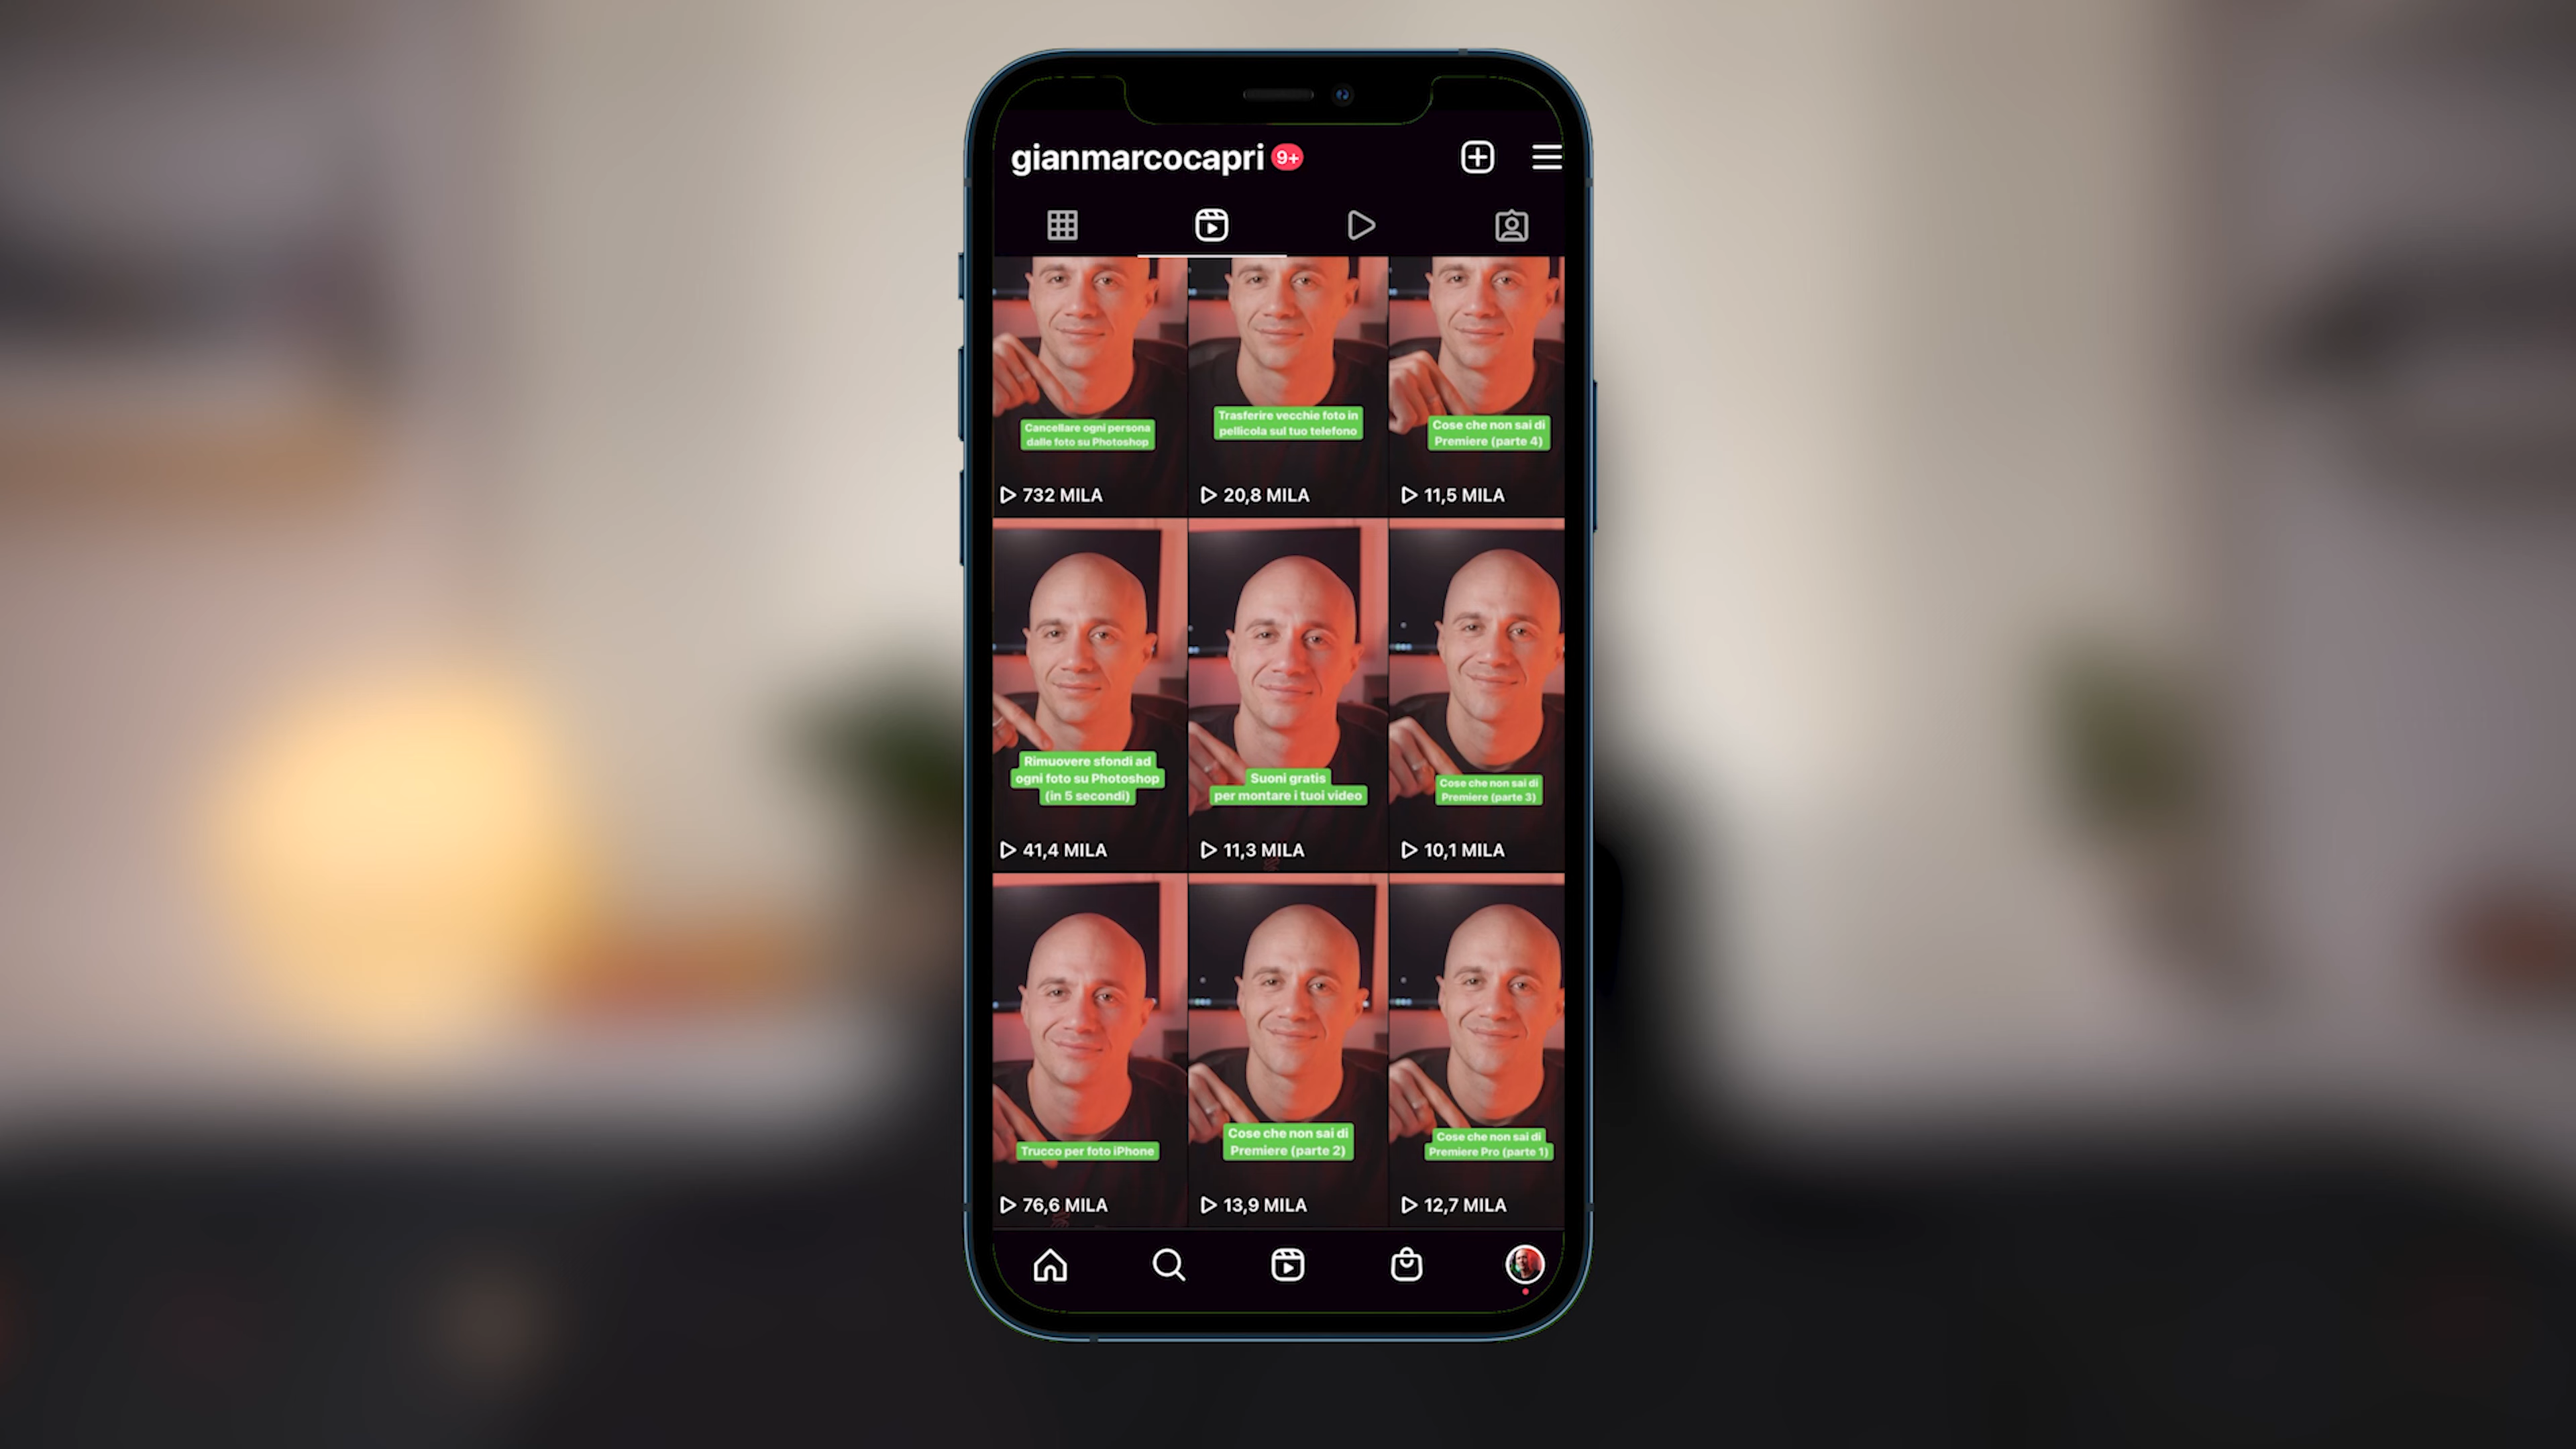 gianmarcocapri 9+
Cancellare ogni persona
dalle foto su Photoshop
Trasferire vecchie foto in
pellicola sul tuo telefono
Cose che non sai di
Premiere (parte 4)
732 MILA
20,8 MILA
11,5 MILA
Rimuovere sfondi ad
ogni foto su Photoshop
(in 5 secondi)
Suoni gratis
per montare i tuoi video
Cose che non sai di
Premiere (parte 3)
41,4 MILA
11,3 MILA
10,1 MILA
Trucco per foto iPhone
Cose che non sai di
Premiere (parte 2)
Cose che non sai di
Premiere Pro (parte 1)
76,6 MILA
13,9 MILA
12,7 MILA